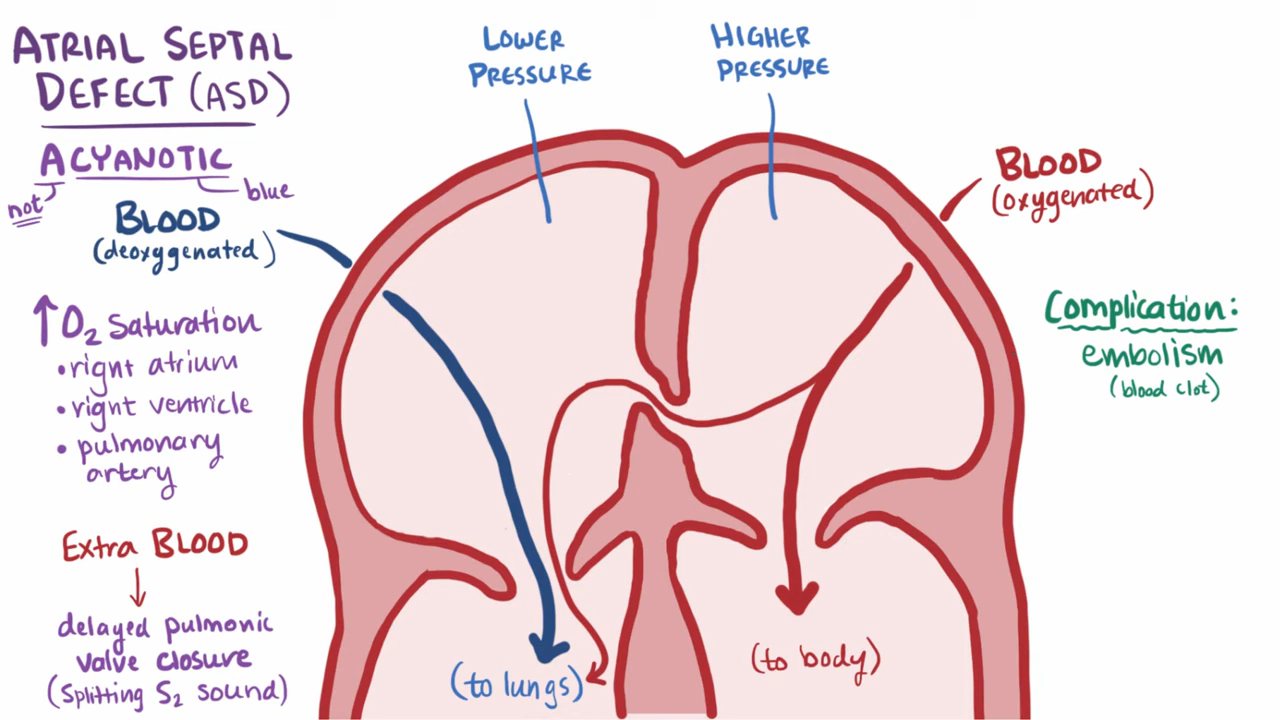 ATRIAL SEPTAL
DEFECT (ASD)
ACYANOTIC
not
blue
BLOOD
(deoxygenated)
↑O₂ saturation
• right atrium
• right ventricle
• pulmonary
artery
Extra BLOOD
↓
delayed pulmonic
valve closure
(splitting S₂ sound)
LOWER
PRESSURE
HIGHER
PRESSURE
(to lungs)
(to body)
BLOOD
(oxygenated)
Complication:
embolism
(blood clot)